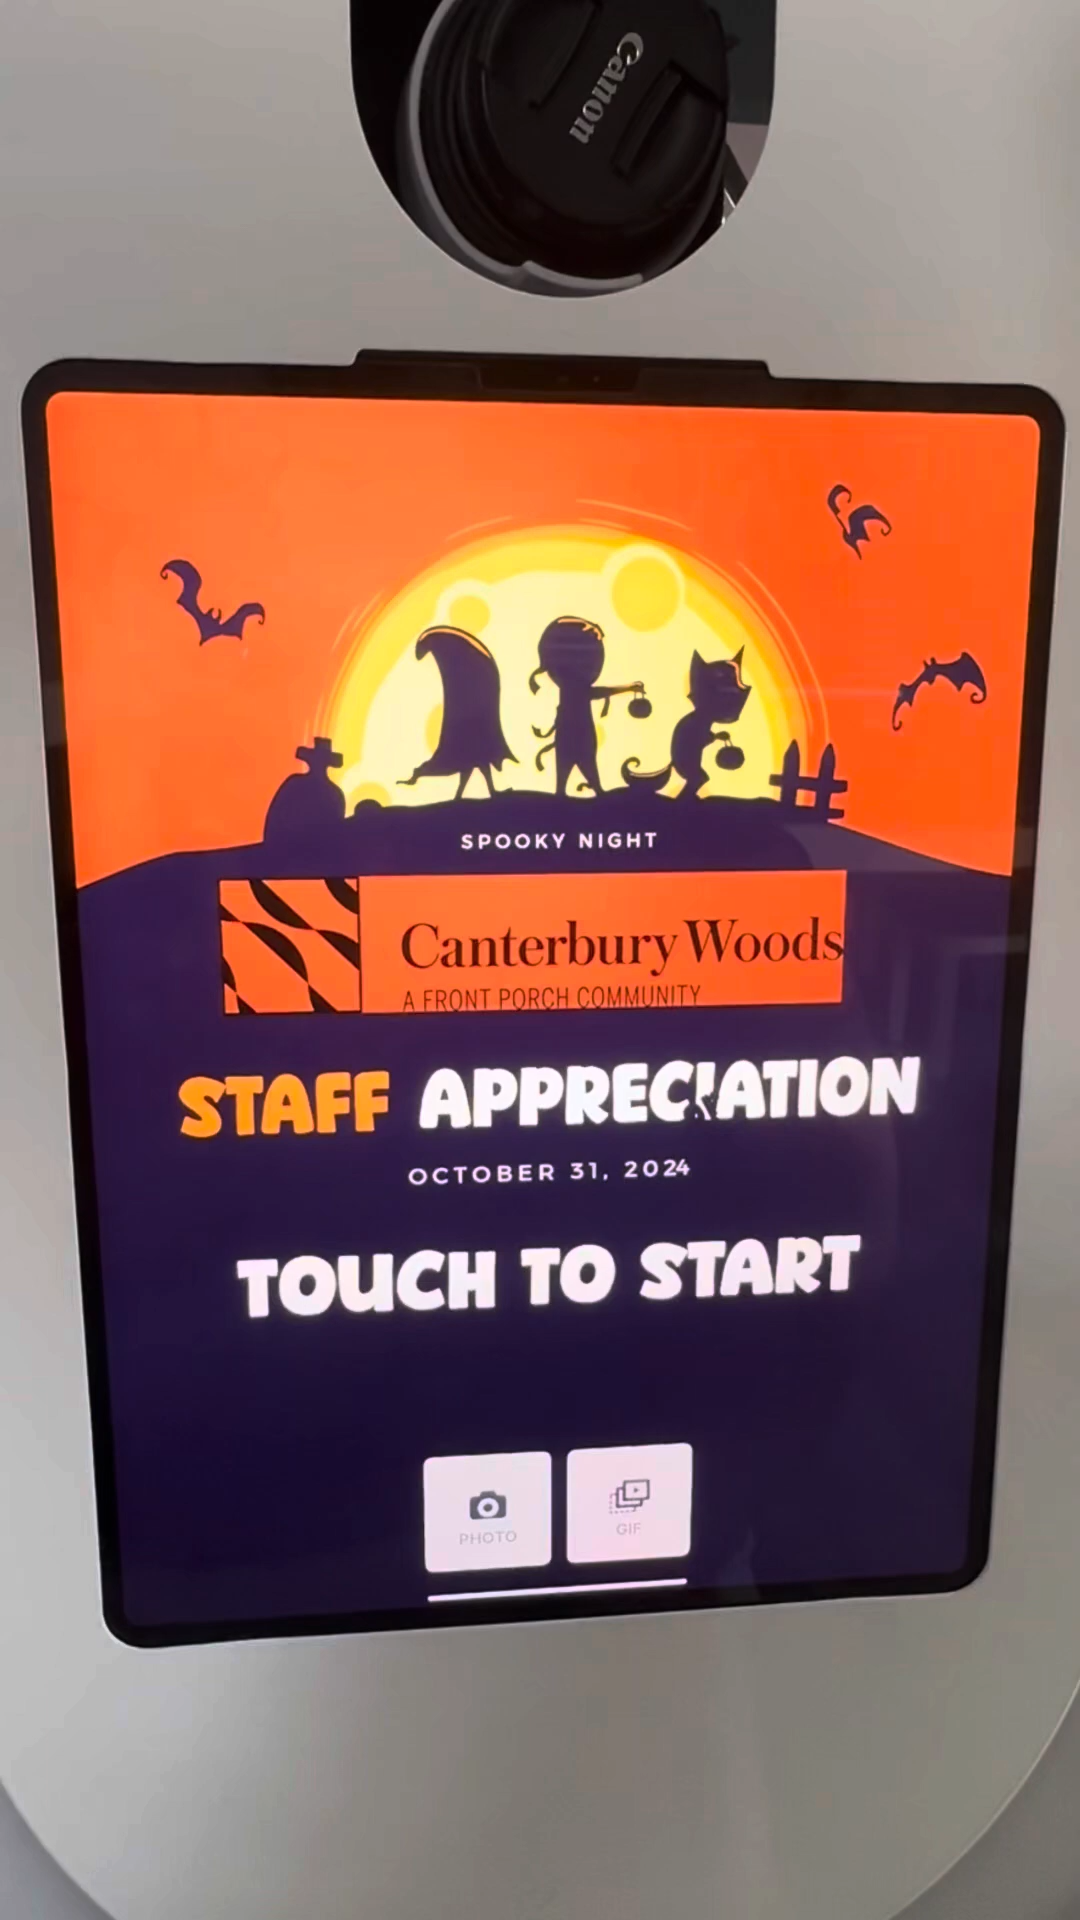 Canon
SPOOKY NIGHT
Canterbury Woods
A FRONT PORCH COMMUNITY
STAFF APPRECIATION
OCTOBER 31, 2024
TOUCH TO START
PHOTO
GIF